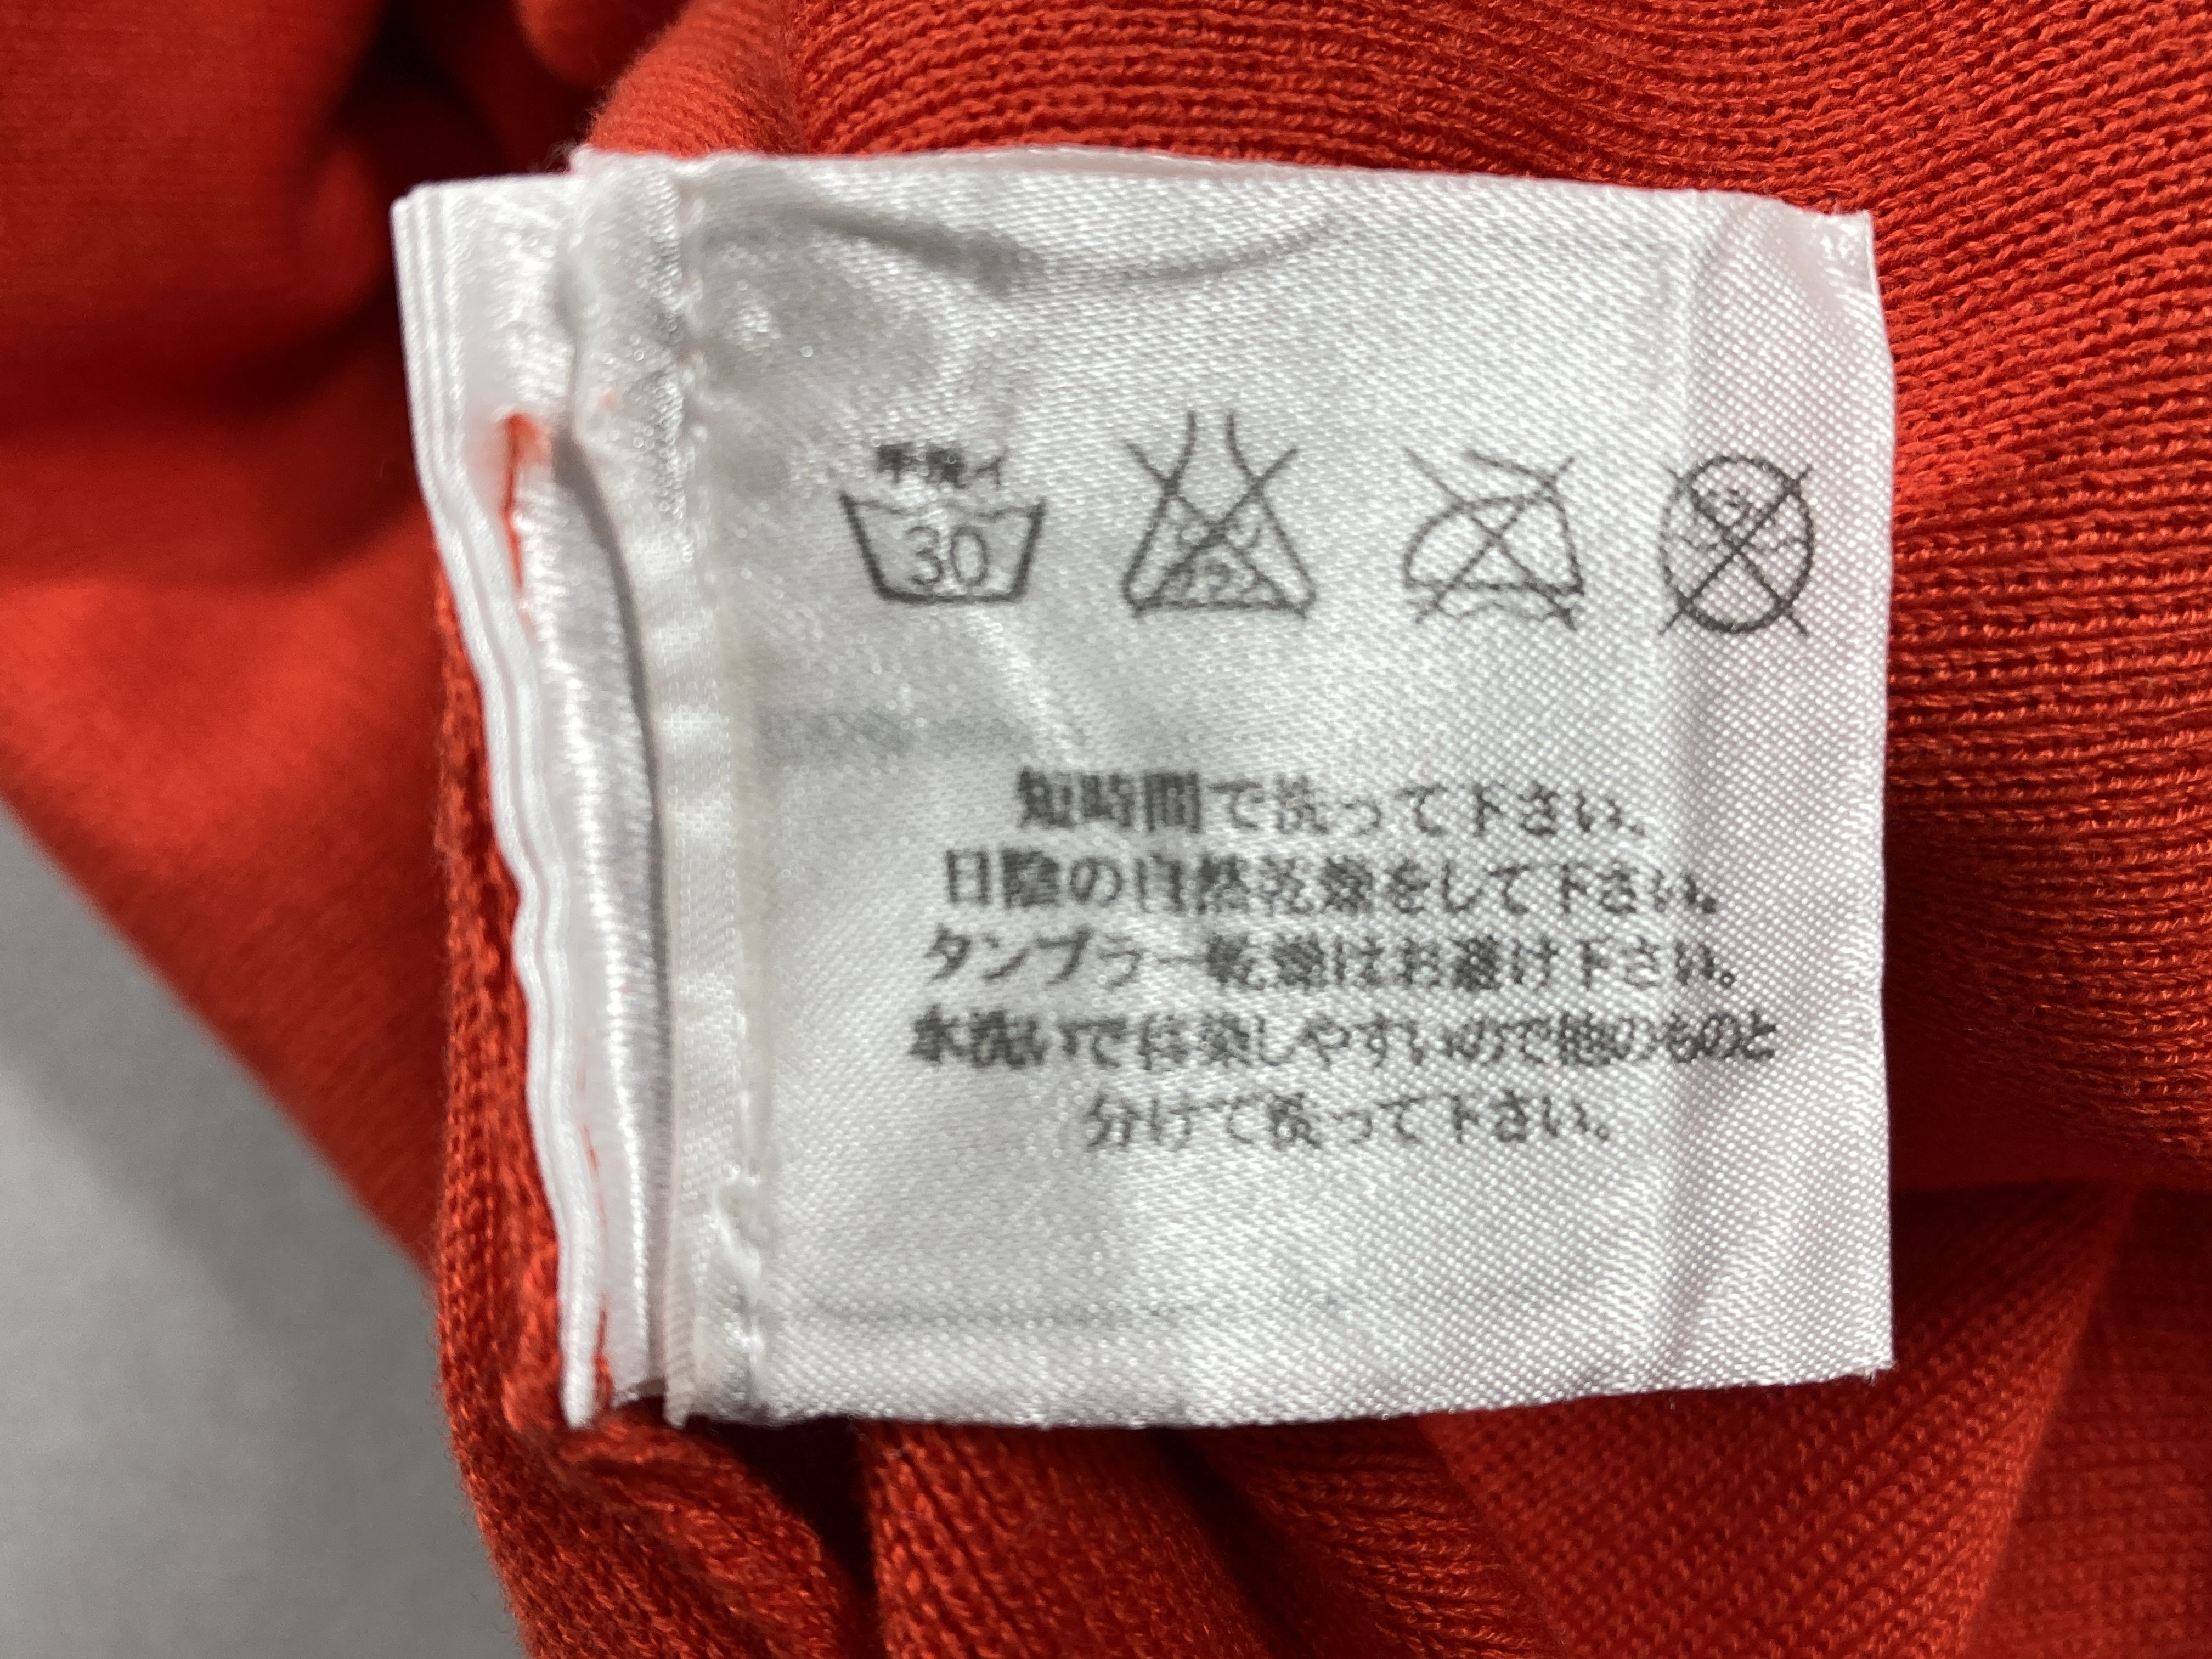 手洗イ
30
短時間で洗って下さい。
日陰の自然乾燥をして下さい。
タンブラー乾燥はお避け下さい。
水洗いで移染しやすいので他のものと
分けて洗って下さい。